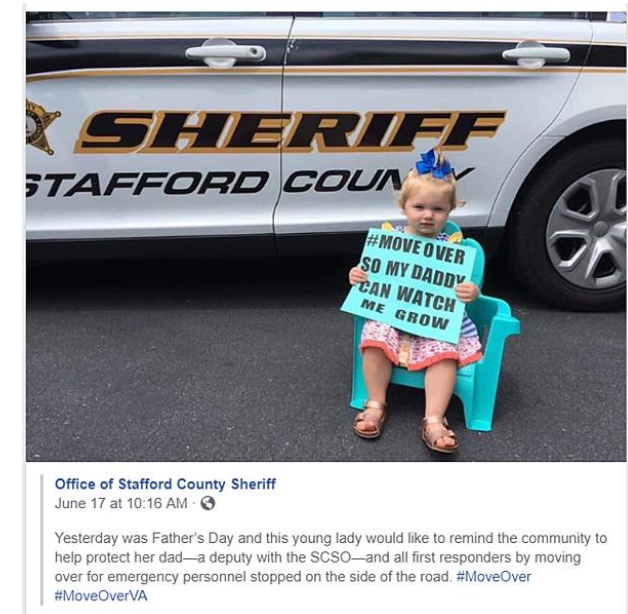 SHERIFF
STAFFORD COUNTY
#MOVE OVER
SO MY DADDY
CAN WATCH
ME GROW
Office of Stafford County Sheriff
June 17 at 10:16 AM ·
Yesterday was Father's Day and this young lady would like to remind the community to
help protect her dad—a deputy with the SCSO—and all first responders by moving
over for emergency personnel stopped on the side of the road. #MoveOver
#MoveOverVA